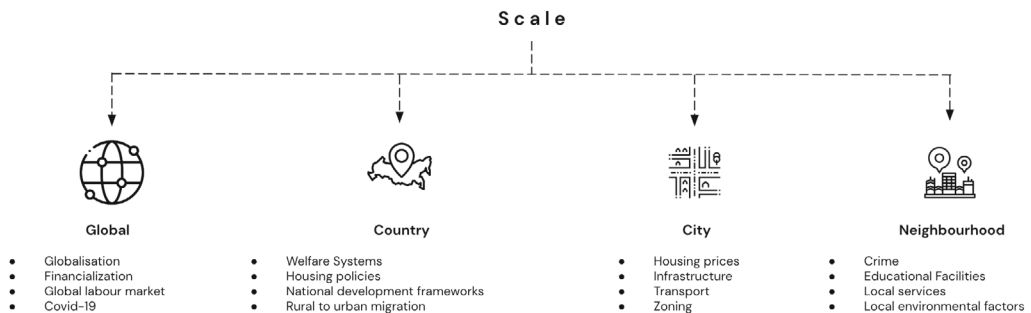 Scale
Global
Globalisation
Financialization
Global labour market
Covid-19
Country
Welfare Systems
Housing policies
National development frameworks
Rural to urban migration
City
Housing prices
Infrastructure
Transport
Zoning
Neighbourhood
Crime
Educational Facilities
Local services
Local environmental factors